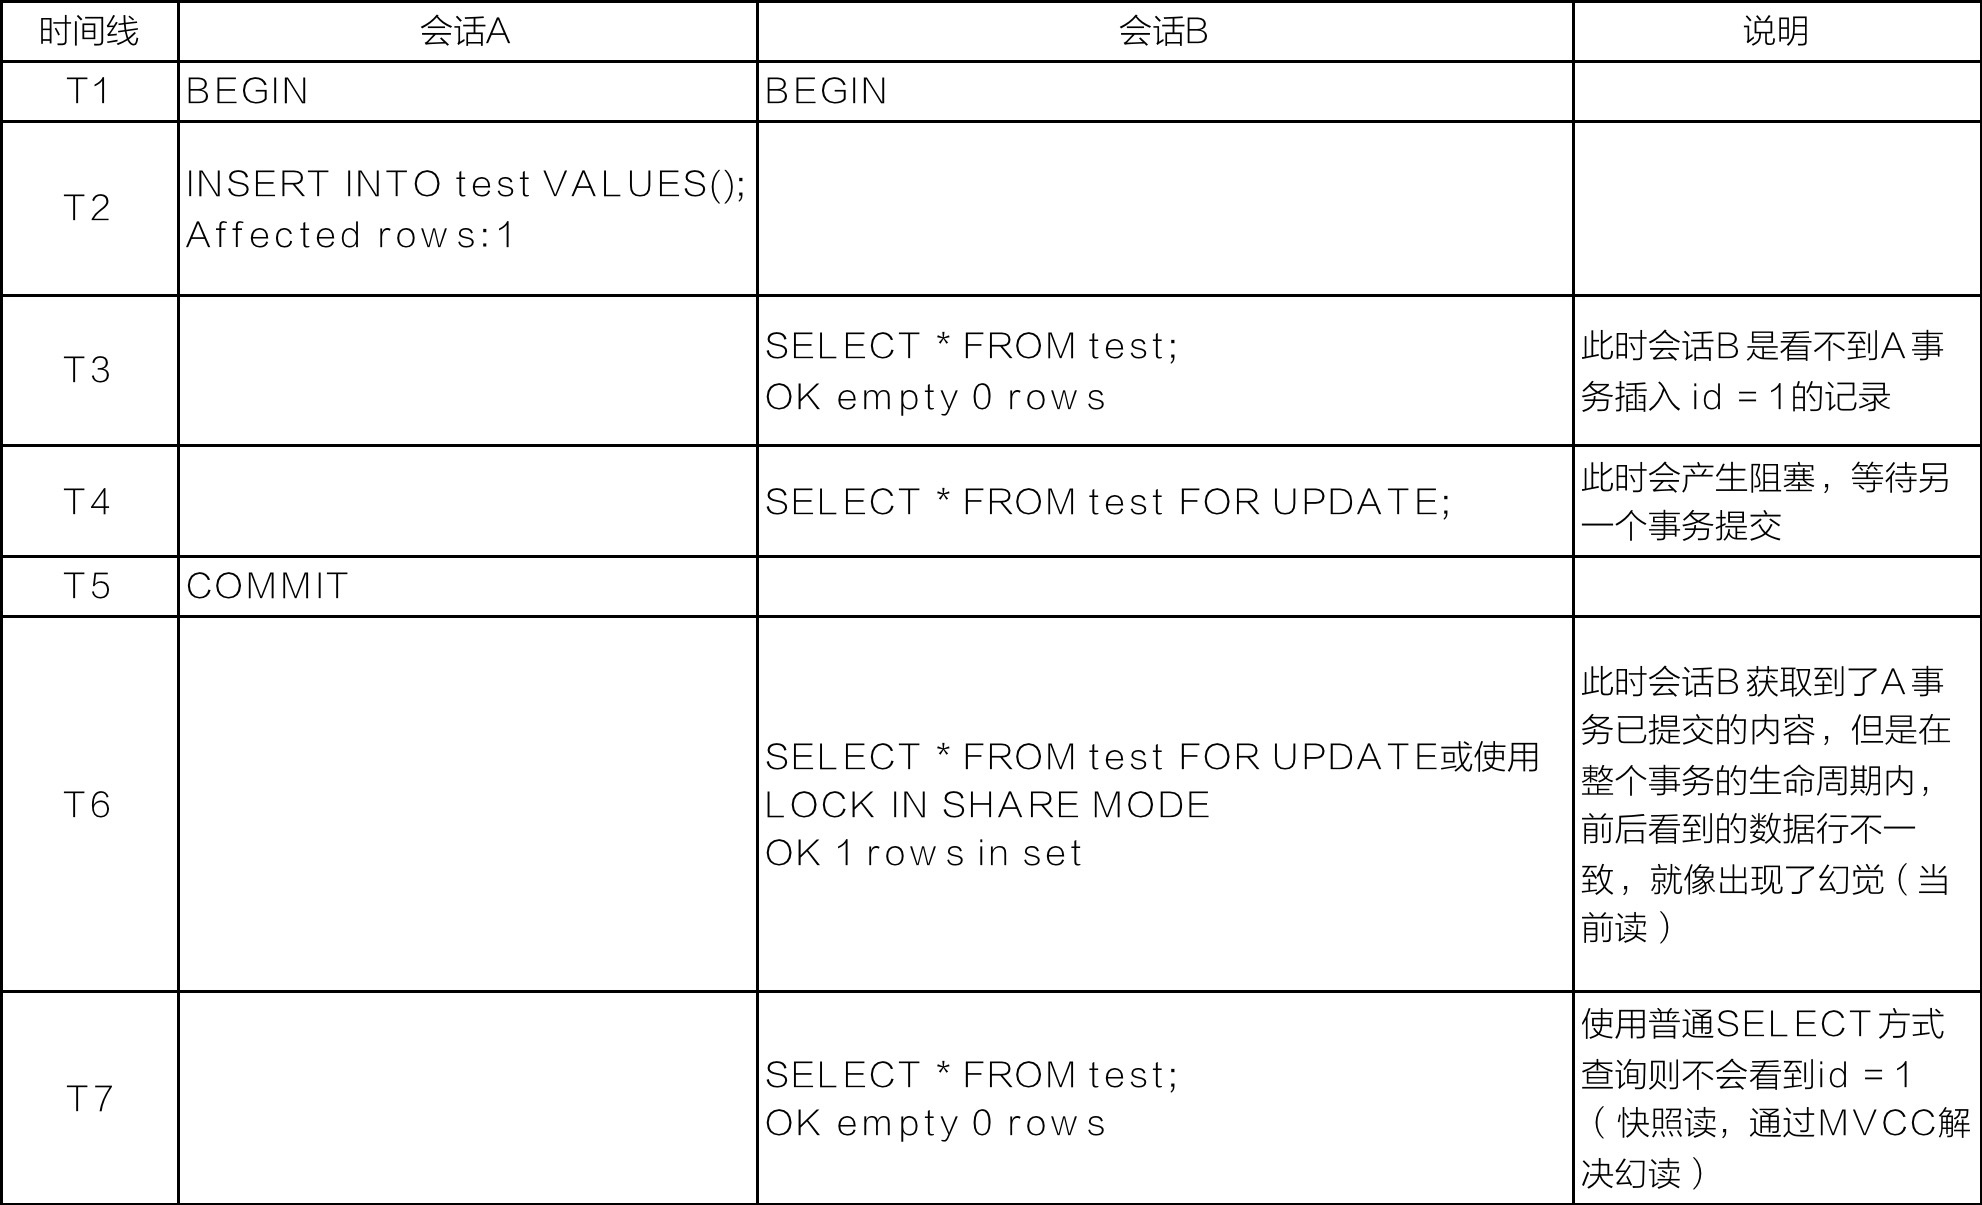 时间线 会话A 会话B 说明
T1 BEGIN BEGIN
T2
INSERT INTO test VALUES();
Affected rows:1
T3
SELECT * FROM test;
OK empty 0 rows
此时会话B是看不到A事
务插入 id = 1的记录
T4
SELECT * FROM test FOR UPDATE;
此时会产生阻塞，等待另
一个事务提交
T5 COMMIT
T6
SELECT * FROM test FOR UPDATE或使用
LOCK IN SHARE MODE
OK 1 rows in set
此时会话B获取到了A事
务已提交的内容，但是在
整个事务的生命周期内，
前后看到的数据行不一
致，就像出现了幻觉（当
前读）
T7
SELECT * FROM test;
OK empty 0 rows
使用普通SELECT方式
查询则不会看到id = 1
（快照读，通过MVCC解
决幻读）